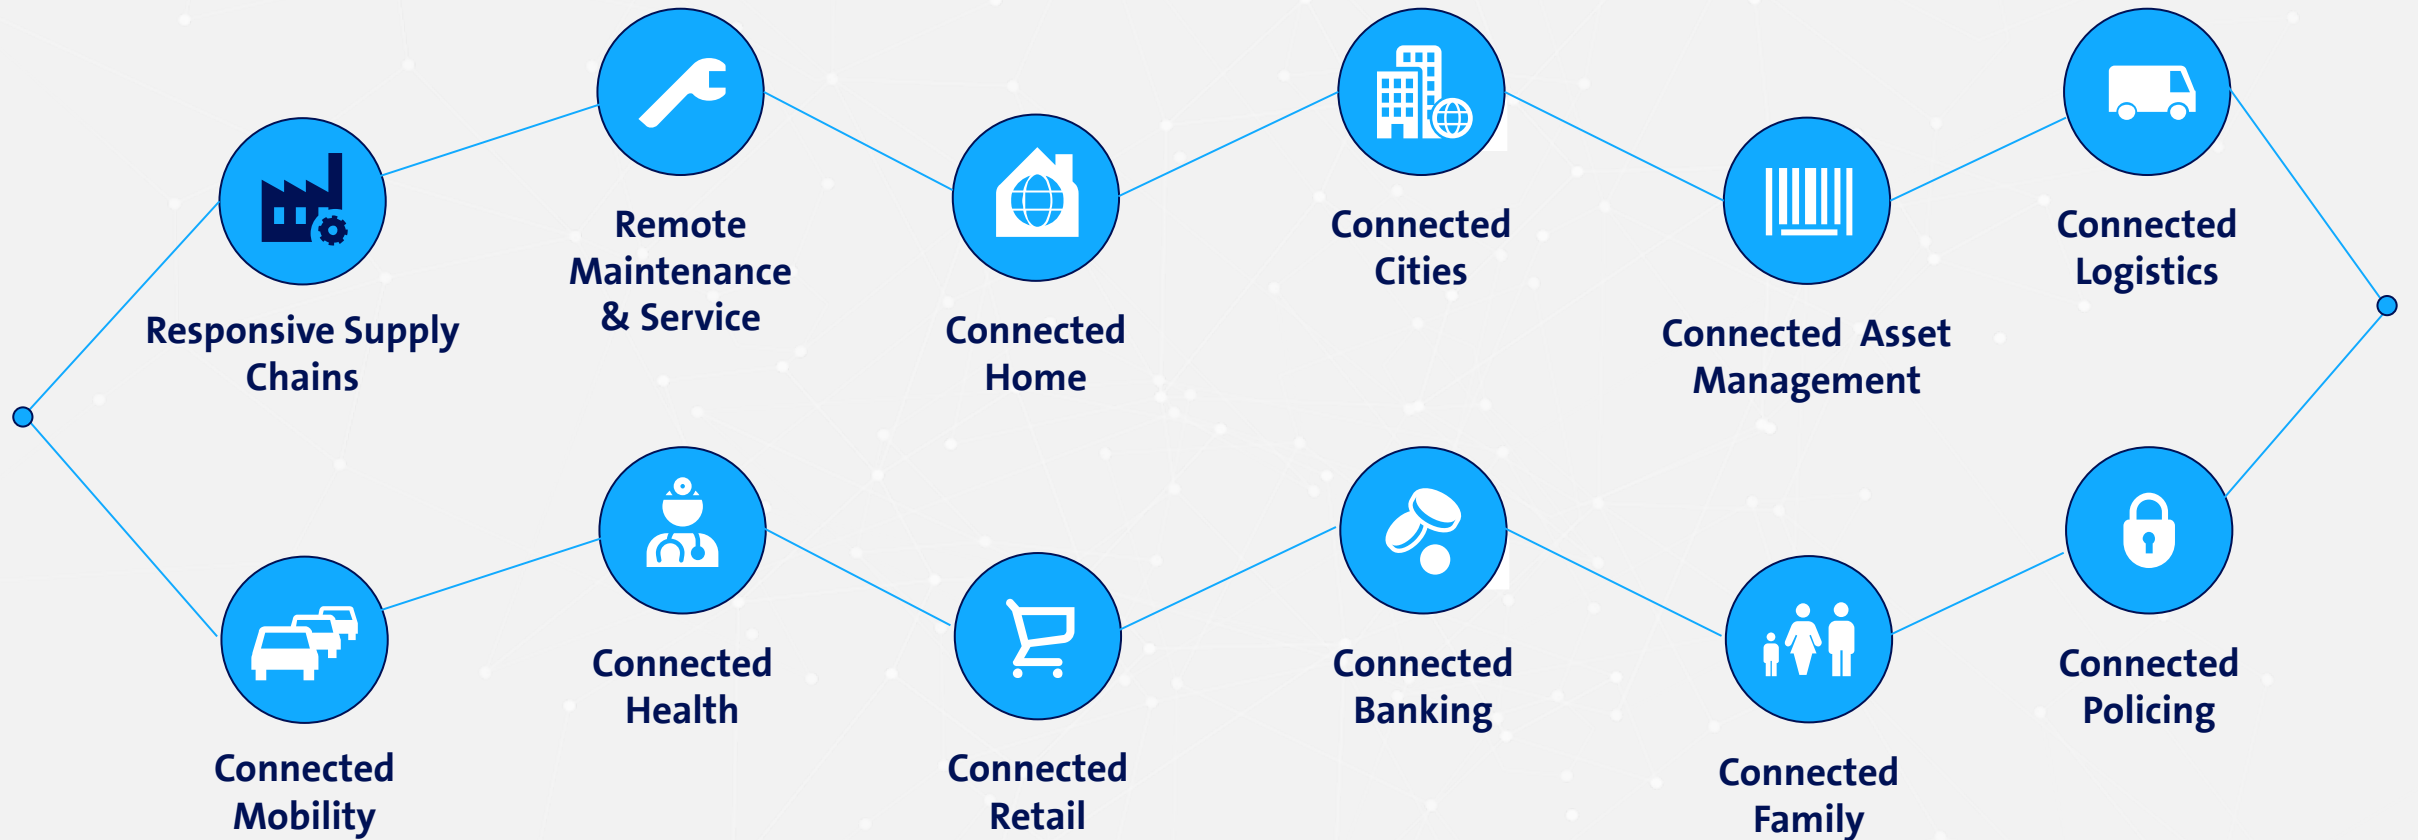 Responsive Supply
Chains
Remote
Maintenance
& Service
Connected
Home
Connected
Cities
Connected  Asset
Management
Connected
Logistics
Connected
Mobility
Connected
Health
Connected
Retail
Connected
Banking
Connected
Family
Connected
Policing